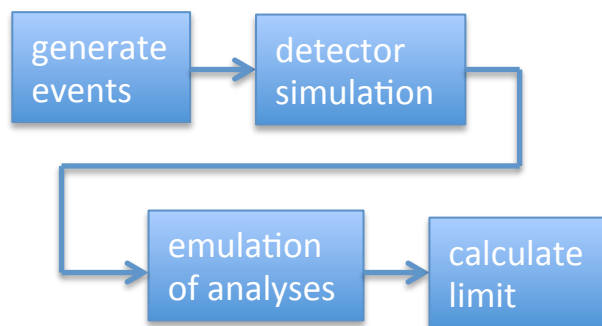 generate
events
detector
simulation
emulation
of analyses
calculate
limit